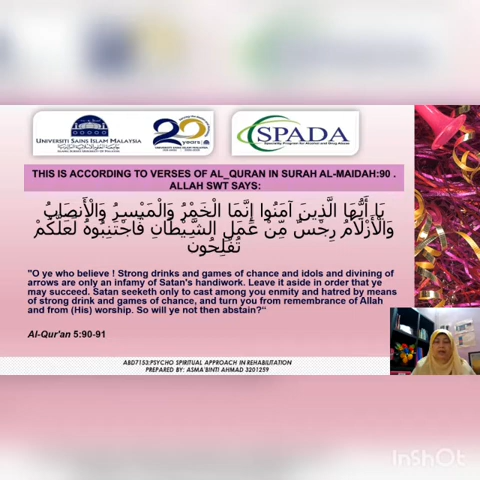 UNIVERSITI SAINS ISLAM MALAYSIA
20
years
SPADA
Specialty Program for Alcohol and Drug Abuse
THIS IS ACCORDING TO VERSES OF AL_QURAN IN SURAH AL-MAIDAH:90 .
ALLAH SWT SAYS:
يَا أَيُّهَا الَّذِينَ آمَنُوا إِنَّمَا الْخَمْرُ وَالْمَيْسِرُ وَالْأَنصَابُ
وَالْأَزْلَامُ رِجْسٌ مِّنْ عَمَلِ الشَّيْطَانِ فَاجْتَنِبُوهُ لَعَلَّكُمْ
تُفْلِحُونَ
"O ye who believe ! Strong drinks and games of chance and idols and divining of
arrows are only an infamy of Satan's handiwork. Leave it aside in order that ye
may succeed. Satan seeketh only to cast among you enmity and hatred by means
of strong drink and games of chance, and turn you from remembrance of Allah
and from (His) worship. So will ye not then abstain?"
Al-Qur'an 5:90-91
ABD7153:PSYCHO SPIRITUAL APPROACH IN REHABILITATION
PREPARED BY: ASMA'BINTI AHMAD 3201259
InShOt